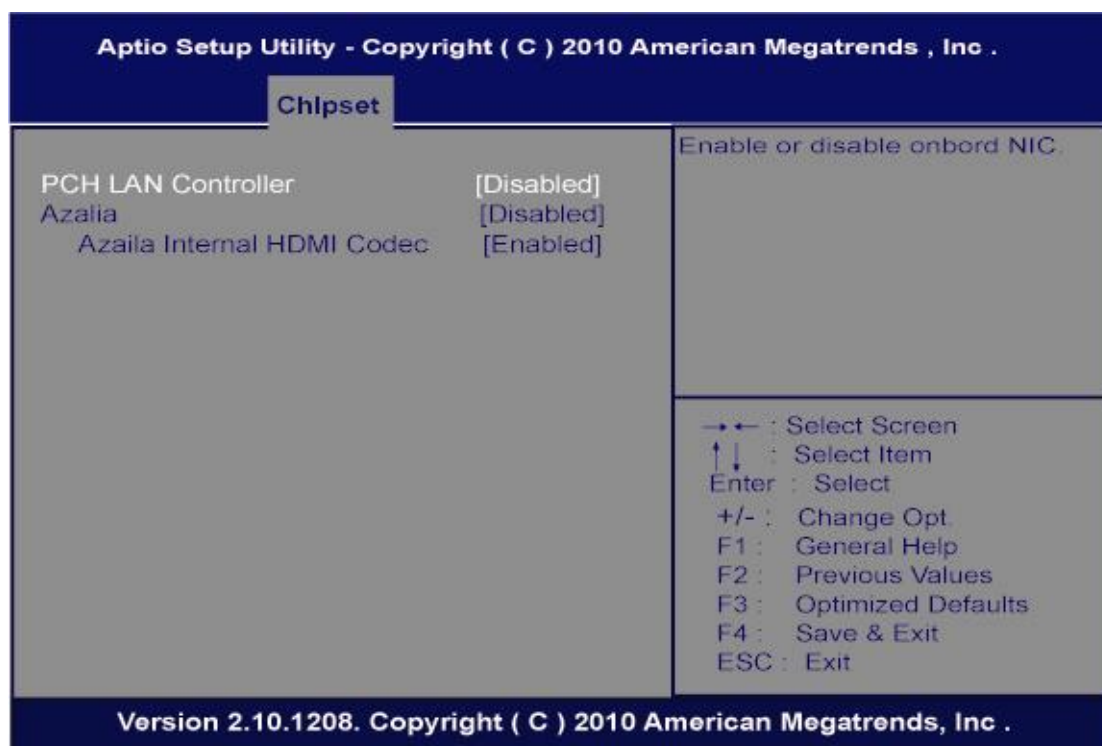 Aptio Setup Utility - Copyright ( C ) 2010 American Megatrends , Inc .
ChIpset
PCH LAN Controller [Disabled]
Azalia [Disabled]
Azaila Internal HDMI Codec [Enabled]
Enable or disable onbord NIC.
→ ← : Select Screen
↑↓ : Select Item
Enter : Select
+/- : Change Opt.
F1 : General Help
F2 : Previous Values
F3 : Optimized Defaults
F4 : Save & Exit
ESC : Exit
Version 2.10.1208. Copyright ( C ) 2010 American Megatrends, Inc .